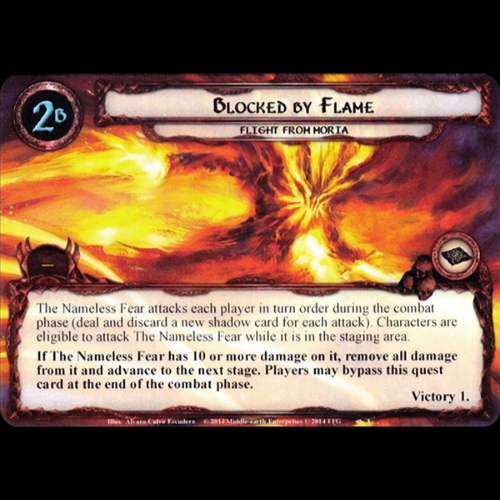 2B
BLOCKED BY FLAME
FLIGHT FROM MORIA
–
The Nameless Fear attacks each player in turn order during the combat
phase (deal and discard a new shadow card for each attack). Characters are
eligible to attack The Nameless Fear while it is in the staging area.
If The Nameless Fear has 10 or more damage on it, remove all damage
from it and advance to the next stage. Players may bypass this quest
card at the end of the combat phase.
Victory 1.
Illus. Alvaro Calvo Escudero © 2014 Middle-earth Enterprises © 2014 FFG